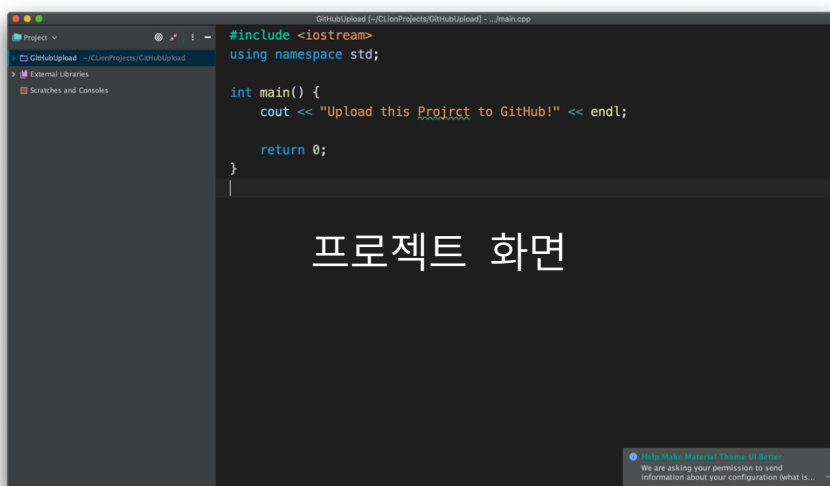 GitHubUpload [~/CLionProjects/GitHubUpload] - .../main.cpp
Project
GitHubUpload ~/CLionProjects/GitHubUpload
External Libraries
Scratches and Consoles
#include <iostream>
using namespace std;
int main() {
cout << "Upload this Projrct to GitHub!" << endl;
return 0;
}
프로젝트 화면
Help Make Material Theme UI Better
We are asking your permission to send
information about your configuration (what is...